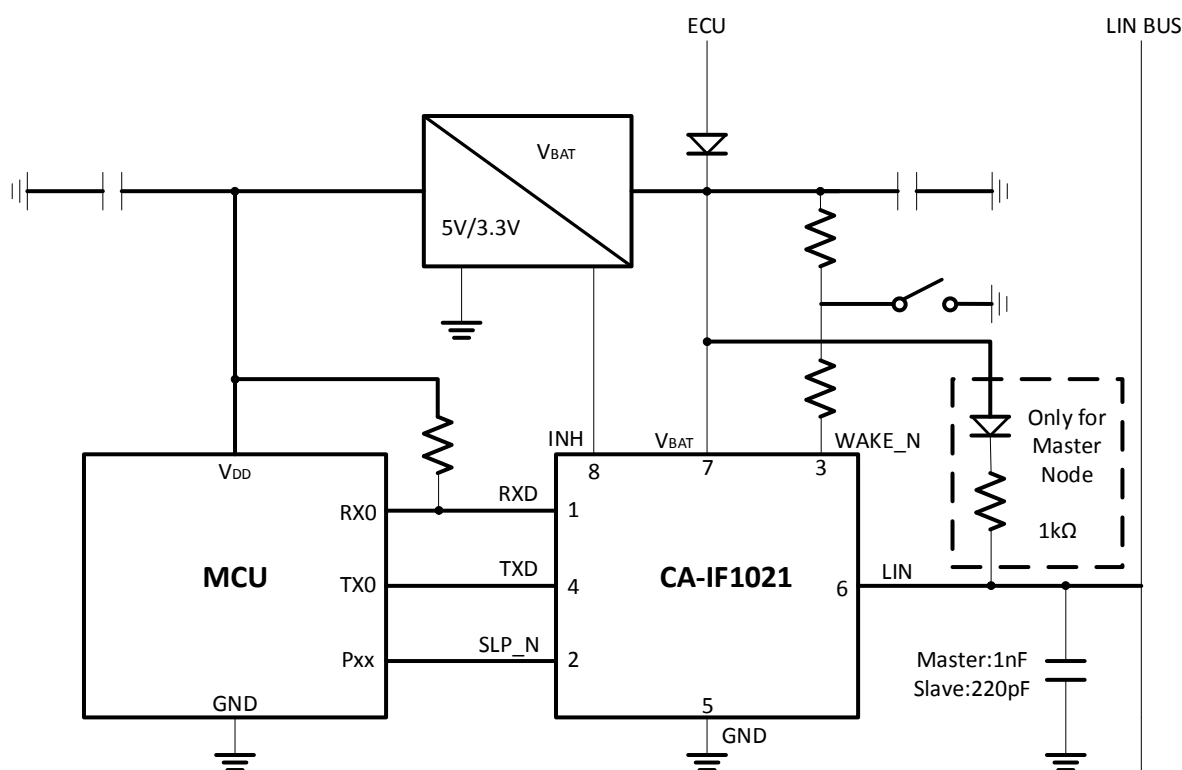 ECU
LIN BUS
VBAT
5V/3.3V
Only for
Master
Node
1kΩ
INH
VBAT
WAKE_N
8
7
3
VDD
RX0
RXD
1
MCU
TX0
TXD
4
CA-IF1021
6
LIN
Pxx
SLP_N
2
Master:1nF
Slave:220pF
GND
5
GND